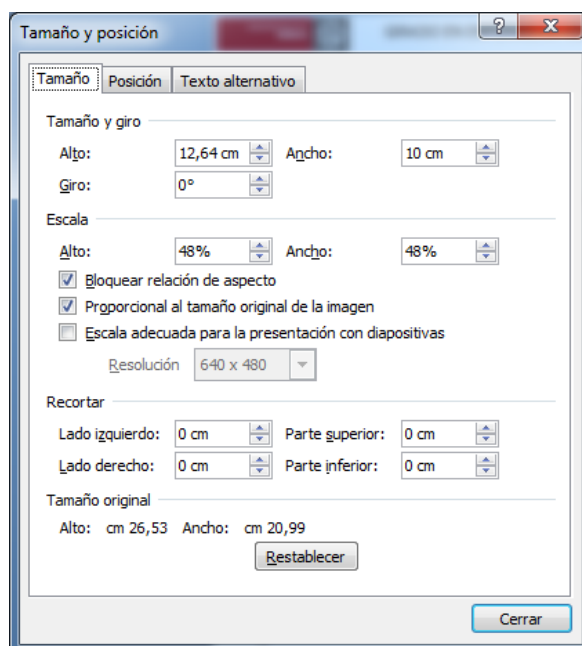 Tamaño y posición
Tamaño Posición Texto alternativo
Tamaño y giro
Alto: 12,64 cm Ancho: 10 cm
Giro: 0°
Escala
Alto: 48% Ancho: 48%
Bloquear relación de aspecto
Proporcional al tamaño original de la imagen
Escala adecuada para la presentación con diapositivas
Resolución 640 x 480
Recortar
Lado izquierdo: 0 cm Parte superior: 0 cm
Lado derecho: 0 cm Parte inferior: 0 cm
Tamaño original
Alto: cm 26,53 Ancho: cm 20,99
Restablecer
Cerrar